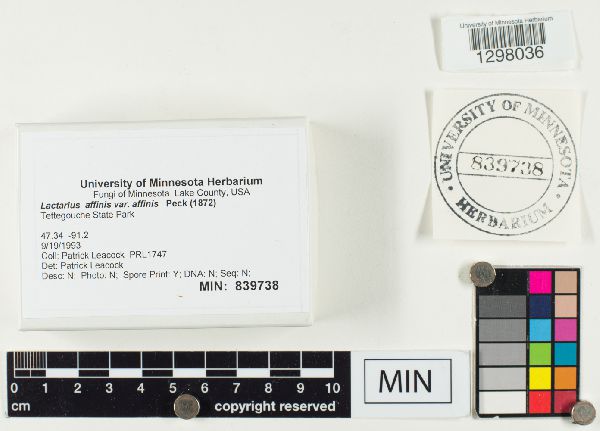 University of Minnesota Herbarium
1298036
UNIVERSITY OF MINNESOTA
839738
HERBARIUM
University of Minnesota Herbarium
Fungi of Minnesota Lake County, USA
Lactarius affinis var. affinis Peck (1872)
Tettegouche State Park
47.34 -91.2
9/19/1993
Coll: Patrick Leacock PRL1747
Det: Patrick Leacock
Desc: N; Photo: N; Spore Print: Y; DNA: N; Seq: N;
MIN: 839738
0 1 2 3 4 5 6 7 8 9 10
cm copyright reserved
MIN